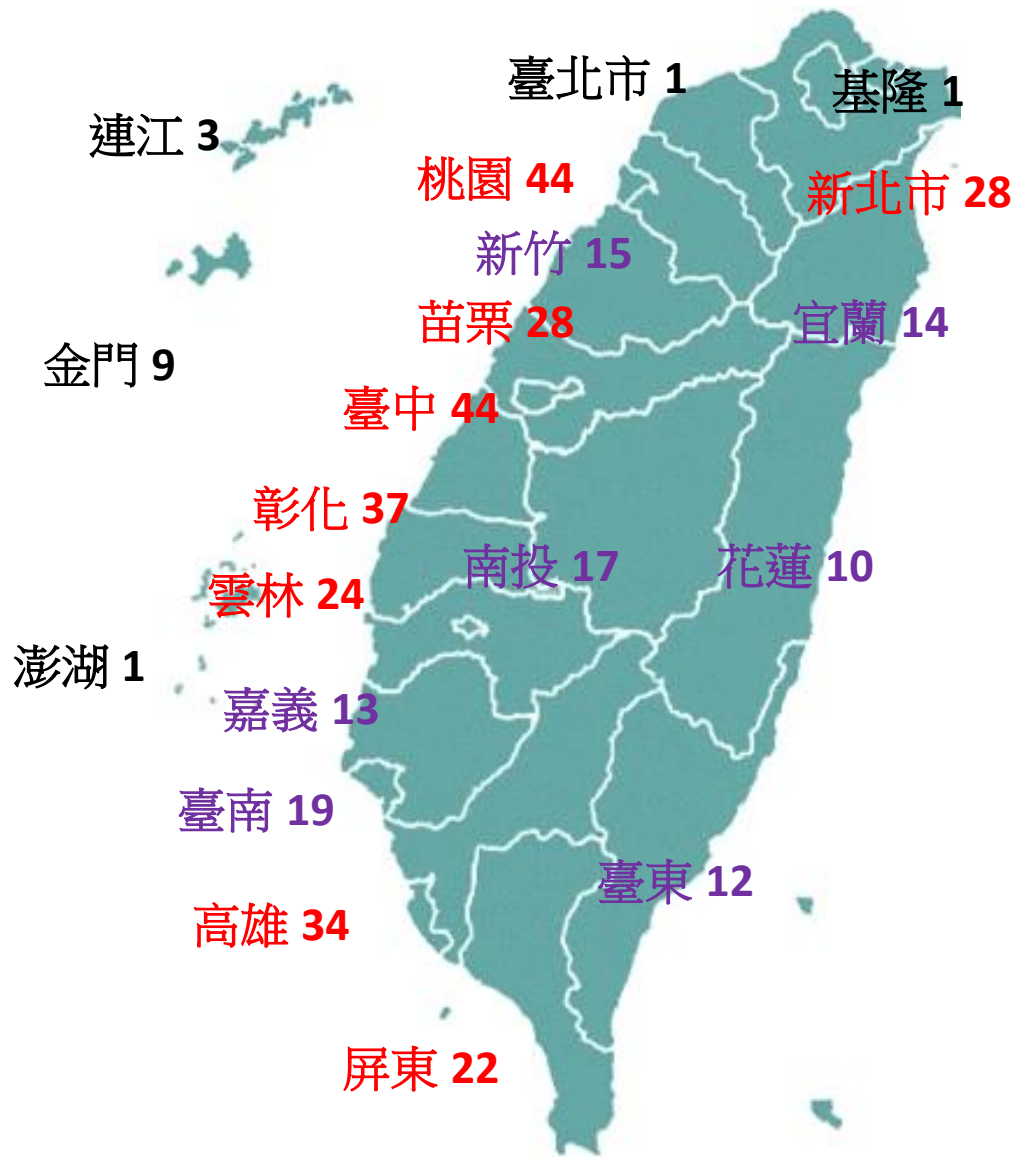 臺北市 1
基隆 1
連江 3
桃園 44
新北市 28
新竹 15
苗栗 28
宜蘭 14
金門 9
臺中 44
彰化 37
南投 17
花蓮 10
雲林 24
澎湖 1
嘉義 13
臺南 19
臺東 12
高雄 34
屏東 22